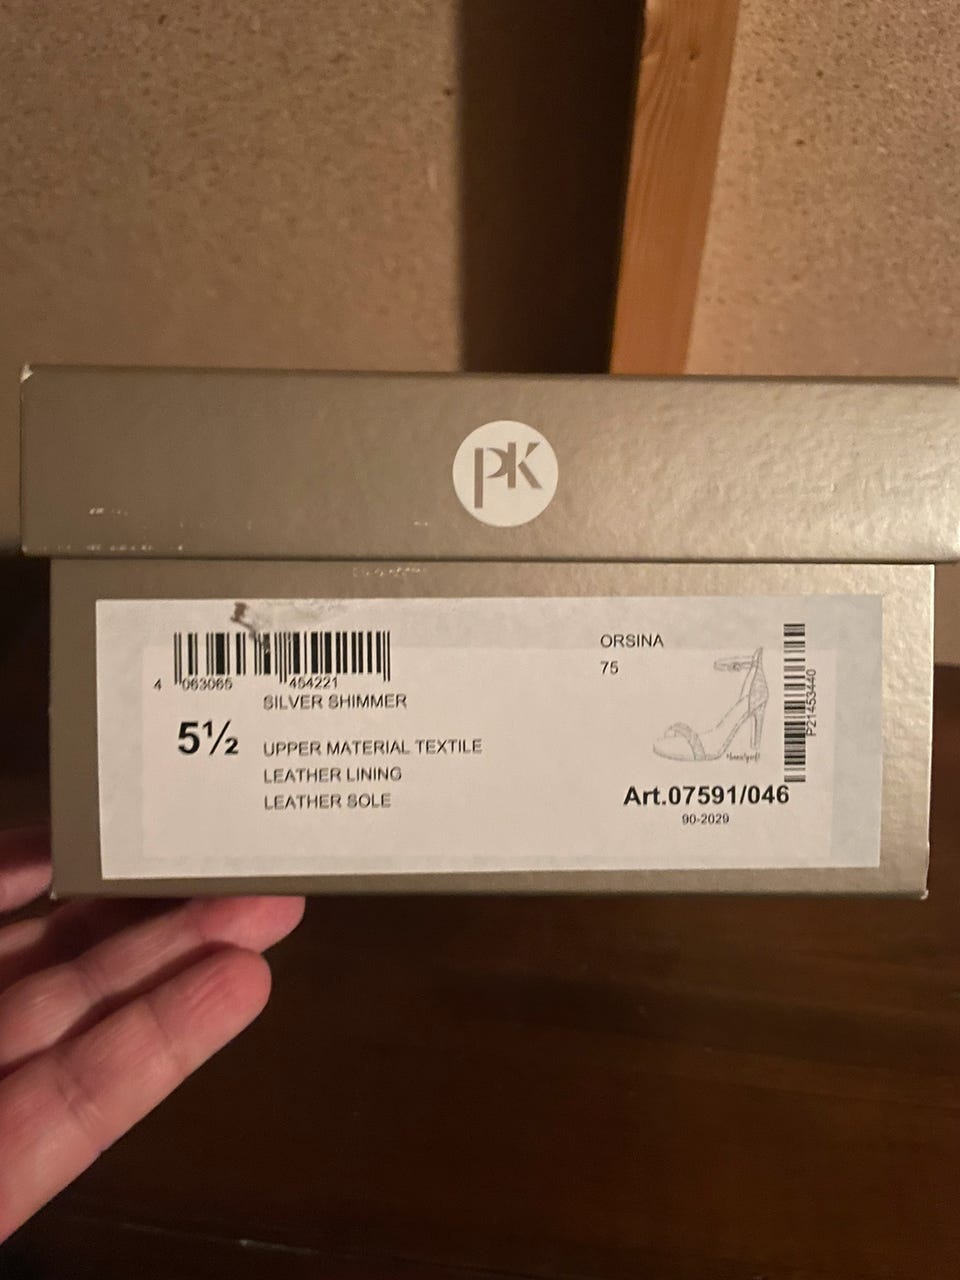 PK
4 063065 454221
SILVER SHIMMER
5½
UPPER MATERIAL TEXTILE
LEATHER LINING
LEATHER SOLE
ORSINA
75
P21453440
Art.07591/046
90-2029